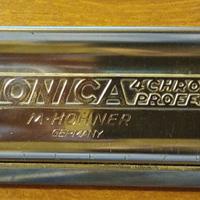 ONICA 4 CHRO
PROFE
M. HOHNER
GERMANY